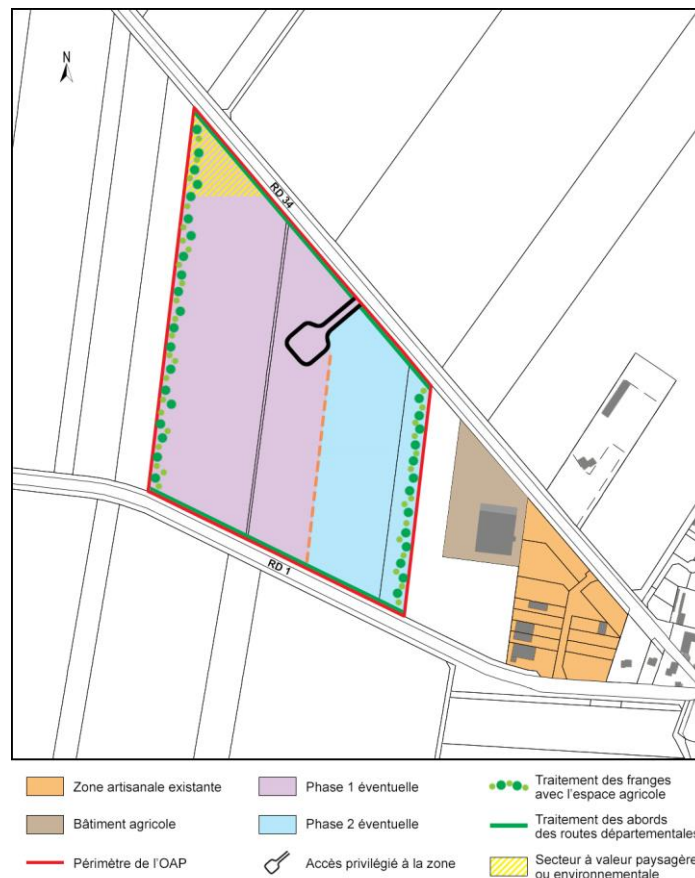 N
RD 34
RD 1
Zone artisanale existante
Bâtiment agricole
Périmètre de l'OAP
Phase 1 éventuelle
Phase 2 éventuelle
Accès privilégié à la zone
Traitement des franges
avec l'espace agricole
Traitement des abords
des routes départementales
Secteur à valeur paysagère
ou environnementale